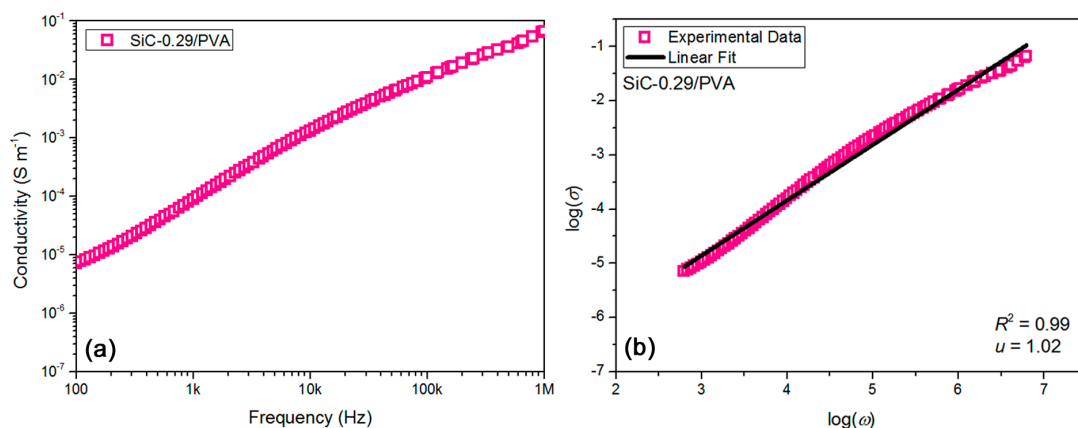 SiC-0.29/PVA
Conductivity (S m⁻¹)
10⁻¹
10⁻²
10⁻³
10⁻⁴
10⁻⁵
10⁻⁶
10⁻⁷
(a)
100 1k 10k 100k 1M
Frequency (Hz)
Experimental Data
Linear Fit
SiC-0.29/PVA
log(σ)
-1
-2
-3
-4
-5
-6
-7
R² = 0.99
u = 1.02
(b)
2 3 4 5 6 7
log(ω)